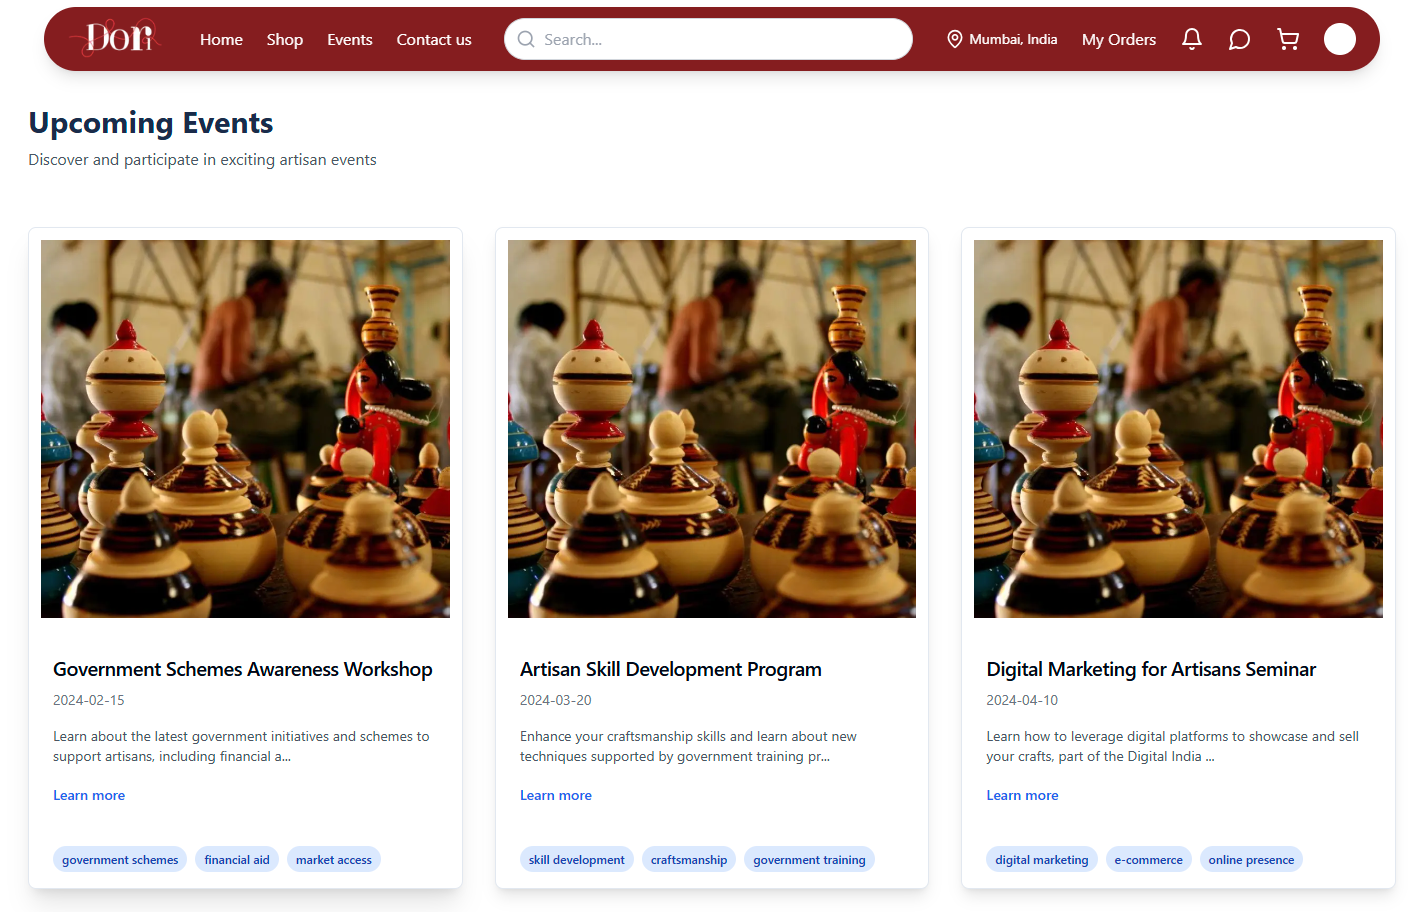 Dori
Home
Shop
Events
Contact us
Search...
Mumbai, India
My Orders
Upcoming Events
Discover and participate in exciting artisan events
Government Schemes Awareness Workshop
2024-02-15
Learn about the latest government initiatives and schemes to
support artisans, including financial a...
Learn more
government schemes
financial aid
market access
Artisan Skill Development Program
2024-03-20
Enhance your craftsmanship skills and learn about new
techniques supported by government training pr...
Learn more
skill development
craftsmanship
government training
Digital Marketing for Artisans Seminar
2024-04-10
Learn how to leverage digital platforms to showcase and sell
your crafts, part of the Digital India ...
Learn more
digital marketing
e-commerce
online presence